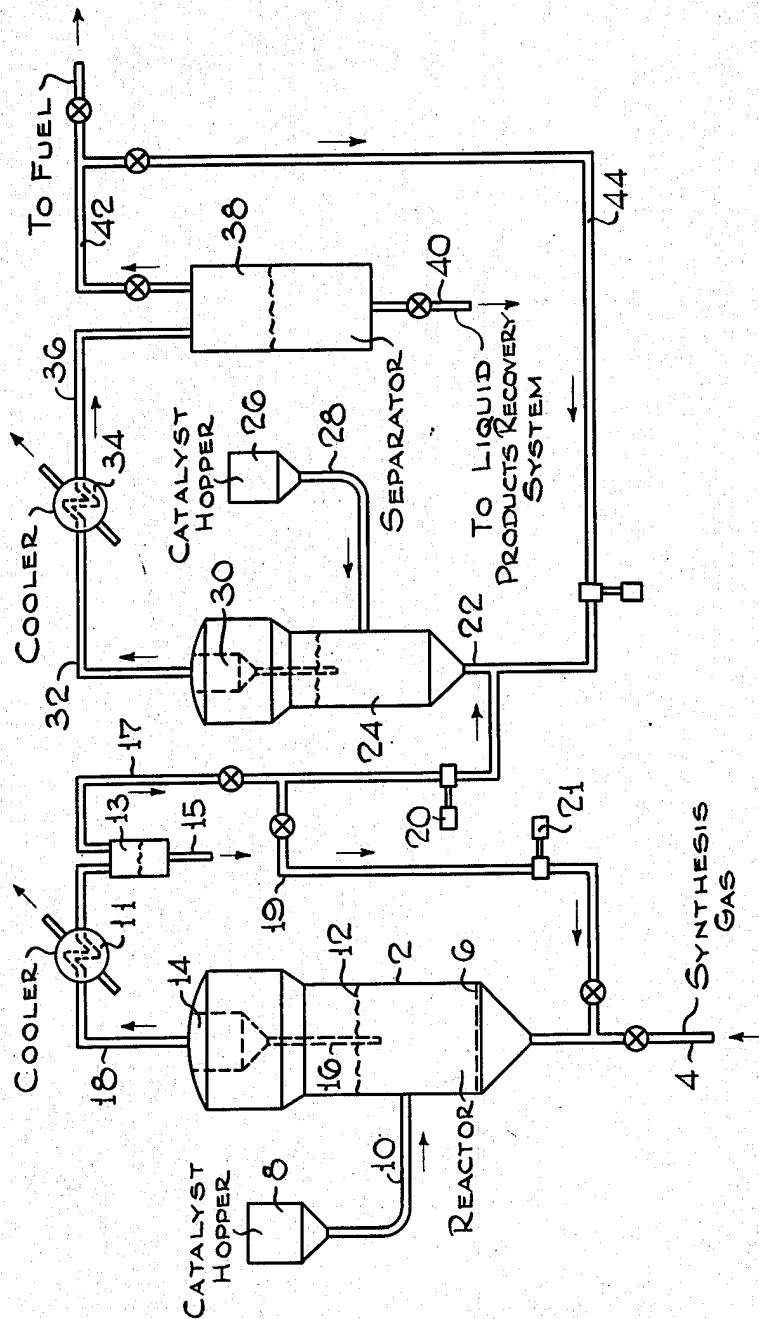 CATALYST
HOPPER
8
10
REACTOR
COOLER
11
18
14
16
12
2
6
4
SYNTHESIS
GAS
13
15
17
19
20
21
COOLER
34
32
30
24
22
CATALYST
HOPPER
26
28
36
38
SEPARATOR
40
TO LIQUID
PRODUCTS RECOVERY
SYSTEM
TO FUEL
42
44